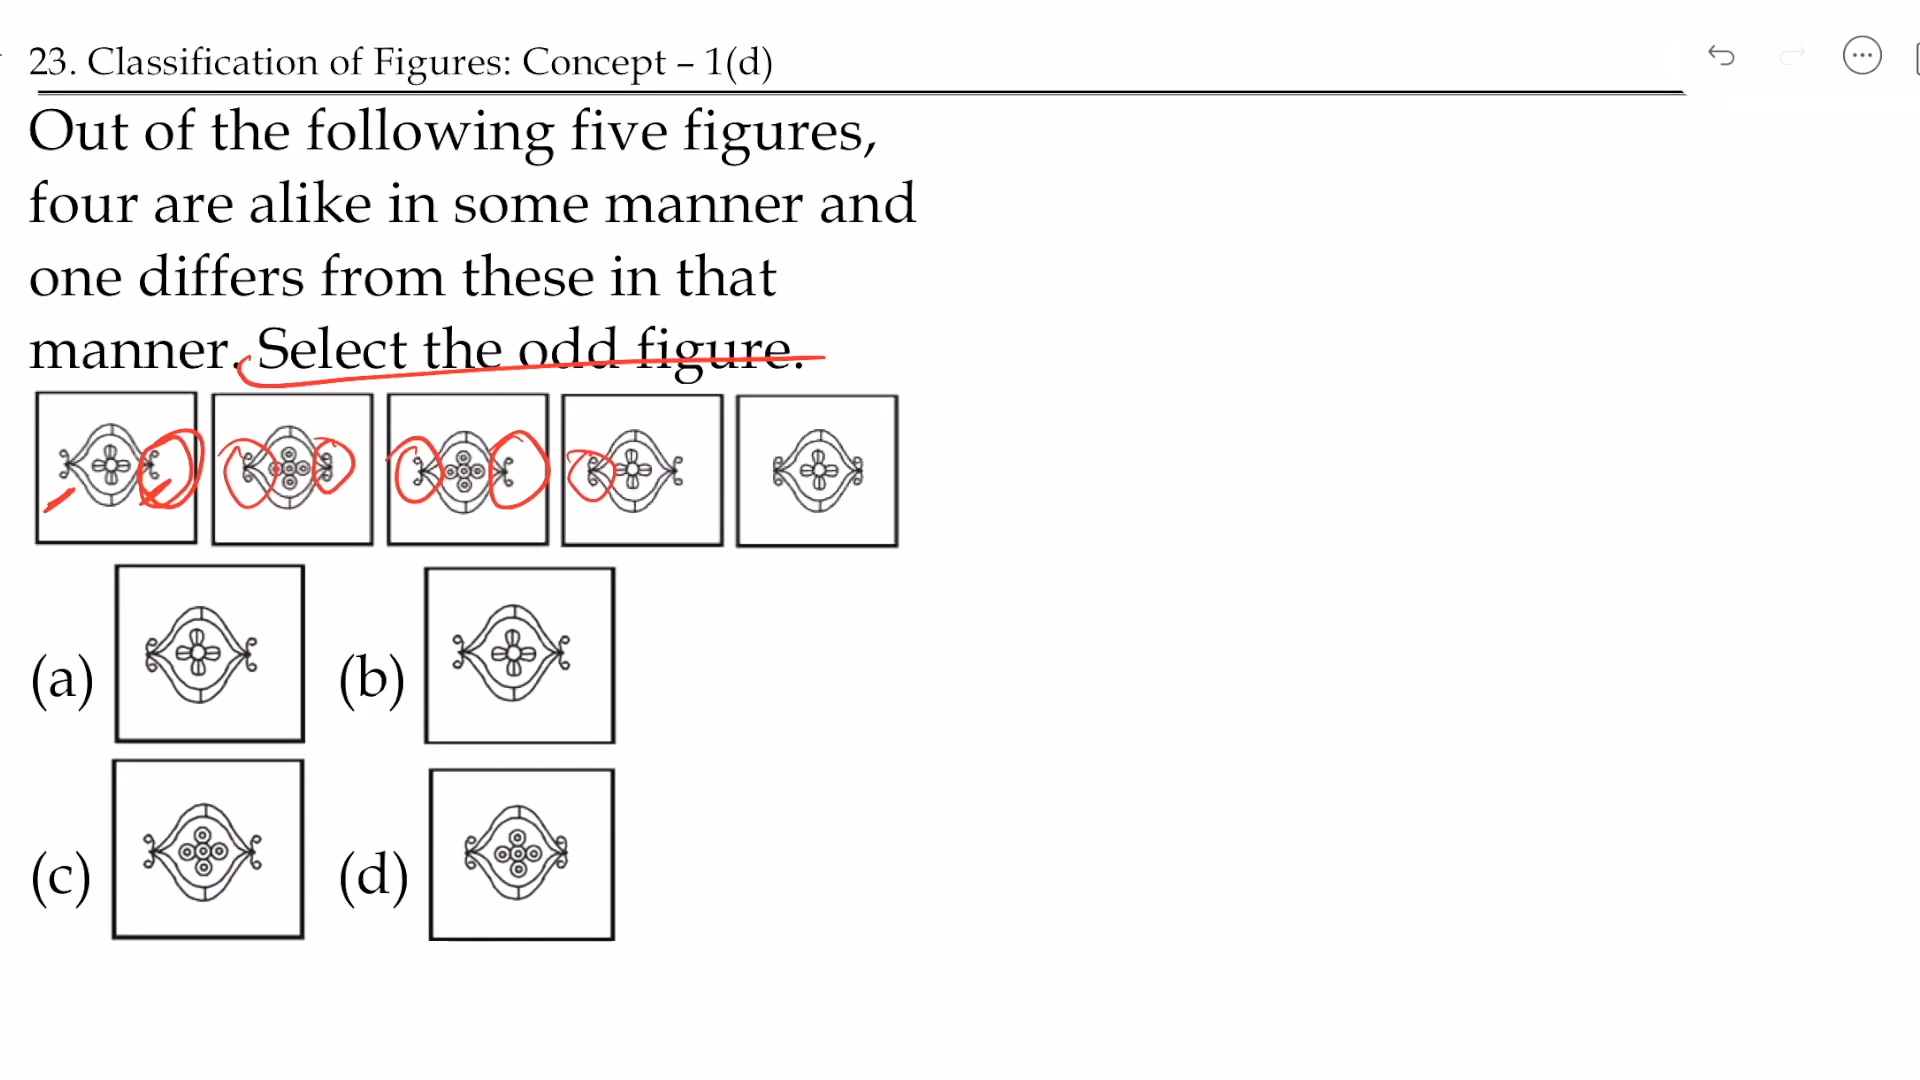 23. Classification of Figures: Concept – 1(d)
Out of the following five figures,
four are alike in some manner and
one differs from these in that
manner. Select the odd figure.
(a) (b)
(c) (d)